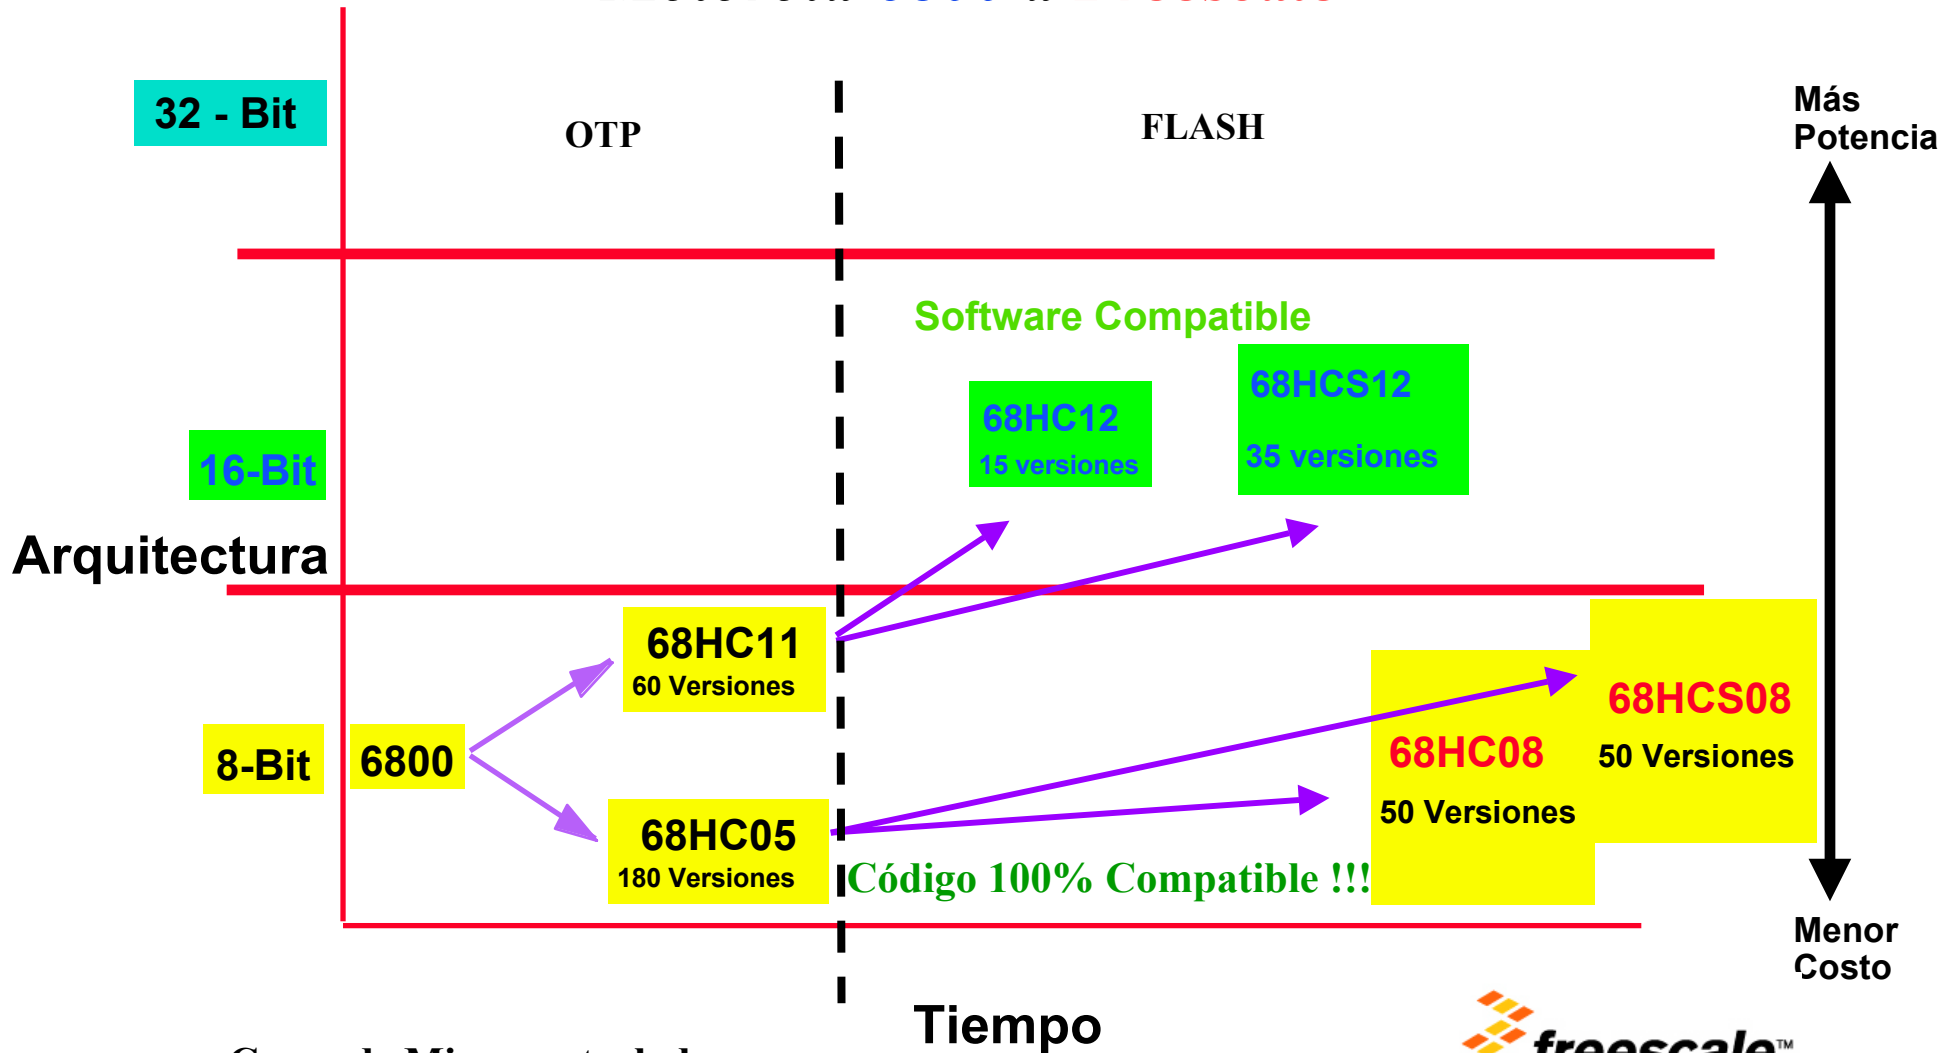 32 - Bit
OTP
FLASH
Más
Potencia
Software Compatible
68HC12
15 versiones
68HCS12
35 versiones
16-Bit
Arquitectura
68HC11
60 Versiones
8-Bit
6800
68HC05
180 Versiones
68HC08
50 Versiones
68HCS08
50 Versiones
Código 100% Compatible !!!
Menor
Costo
Tiempo
freescale™